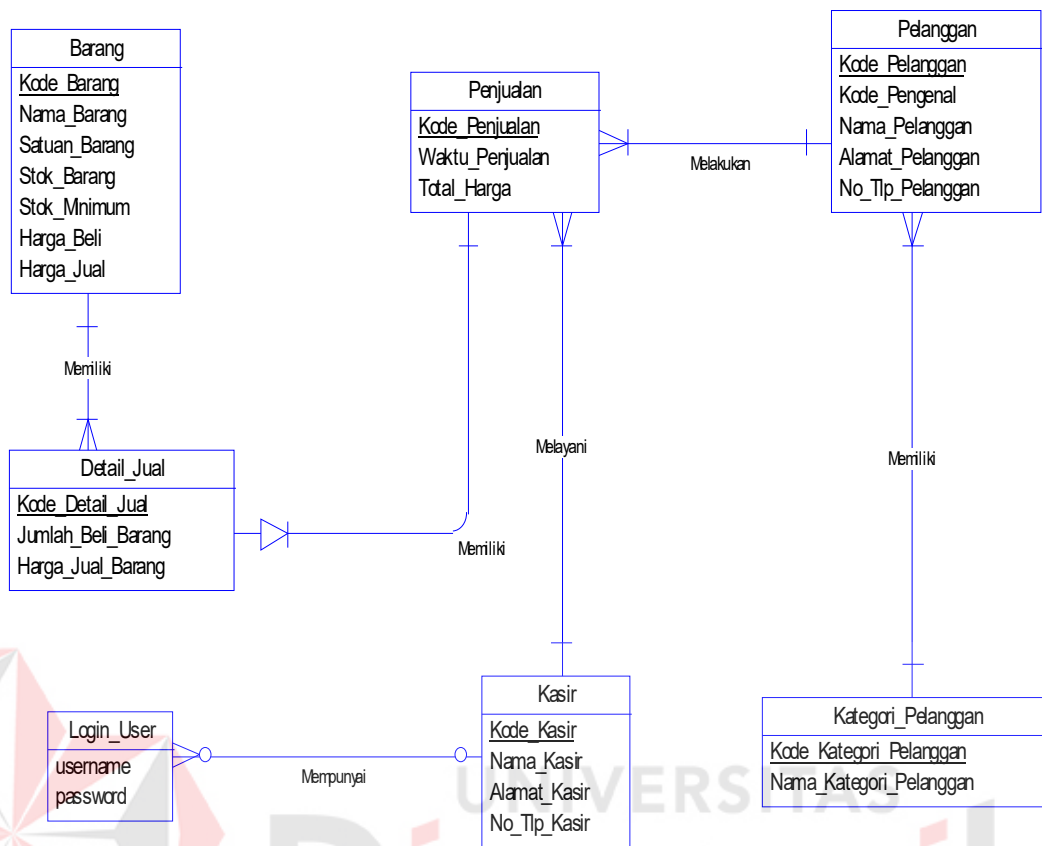 Barang
Kode_Barang
Nama_Barang
Satuan_Barang
Stok_Barang
Stok_Mnimum
Harga_Beli
Harga_Jual
Penjualan
Kode_Penjualan
Waktu_Penjualan
Total_Harga
Pelanggan
Kode_Pelanggan
Kode_Pengenal
Nama_Pelanggan
Alamat_Pelanggan
No_Tlp_Pelanggan
Melakukan
Memiliki
Melayani
Memiliki
Detail_Jual
Kode_Detail_Jual
Jumlah_Beli_Barang
Harga_Jual_Barang
Memiliki
Login_User
username
password
Mempunyai
Kasir
Kode_Kasir
Nama_Kasir
Alamat_Kasir
No_Tlp_Kasir
Kategori_Pelanggan
Kode_Kategori_Pelanggan
Nama_Kategori_Pelanggan
UNIVERSITAS